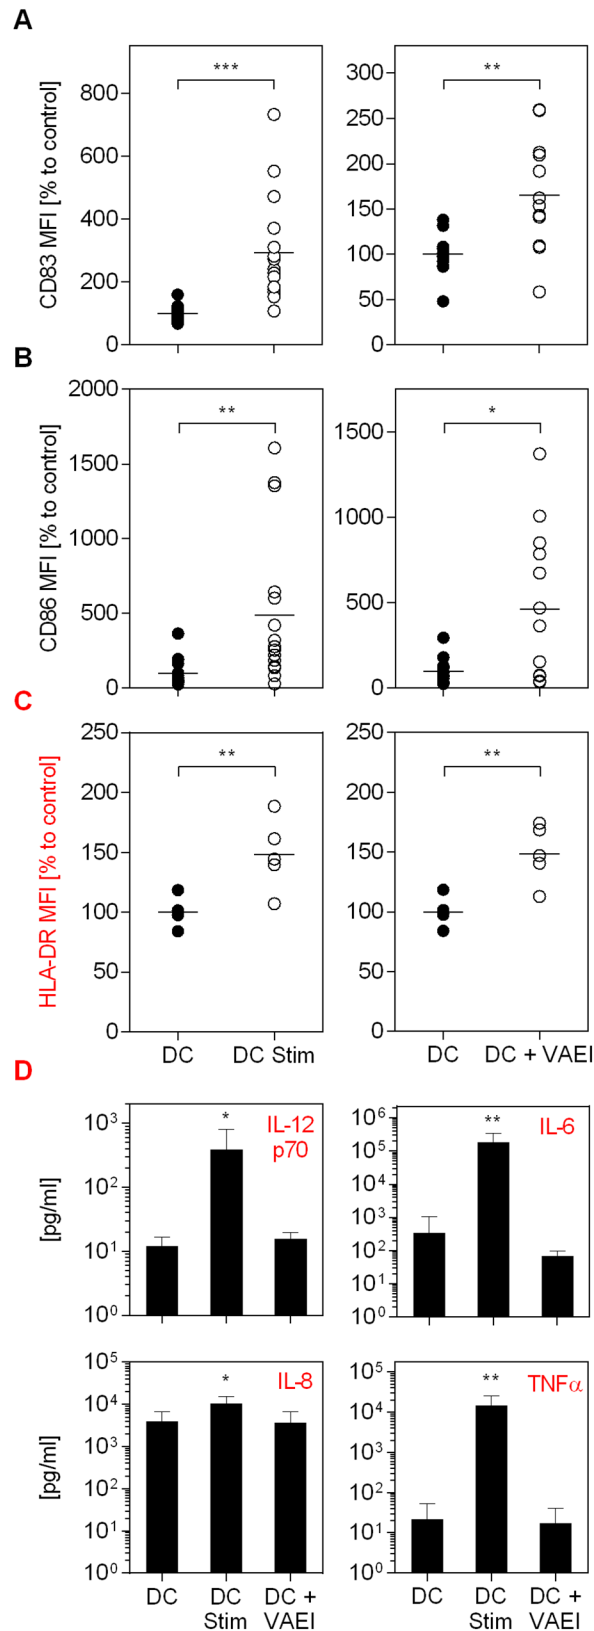 A
CD83 MFI [% to control]
800
600
400
200
0
***
300
250
200
150
100
50
0
**
B
CD86 MFI [% to control]
2000
1500
1000
500
0
**
1500
1000
500
0
*
C
HLA-DR MFI [% to control]
250
200
150
100
50
0
**
DC
DC Stim
250
200
150
100
50
0
**
DC
DC + VAEI
D
[pg/ml]
10³
10²
10¹
10⁰
*
IL-12
p70
10⁶
10⁵
10⁴
10³
10²
10¹
10⁰
**
IL-6
[pg/ml]
10⁵
10⁴
10³
10²
10¹
10⁰
*
IL-8
DC
DC
Stim
DC +
VAEI
10⁵
10⁴
10³
10²
10¹
10⁰
**
TNFα
DC
DC
Stim
DC +
VAEI